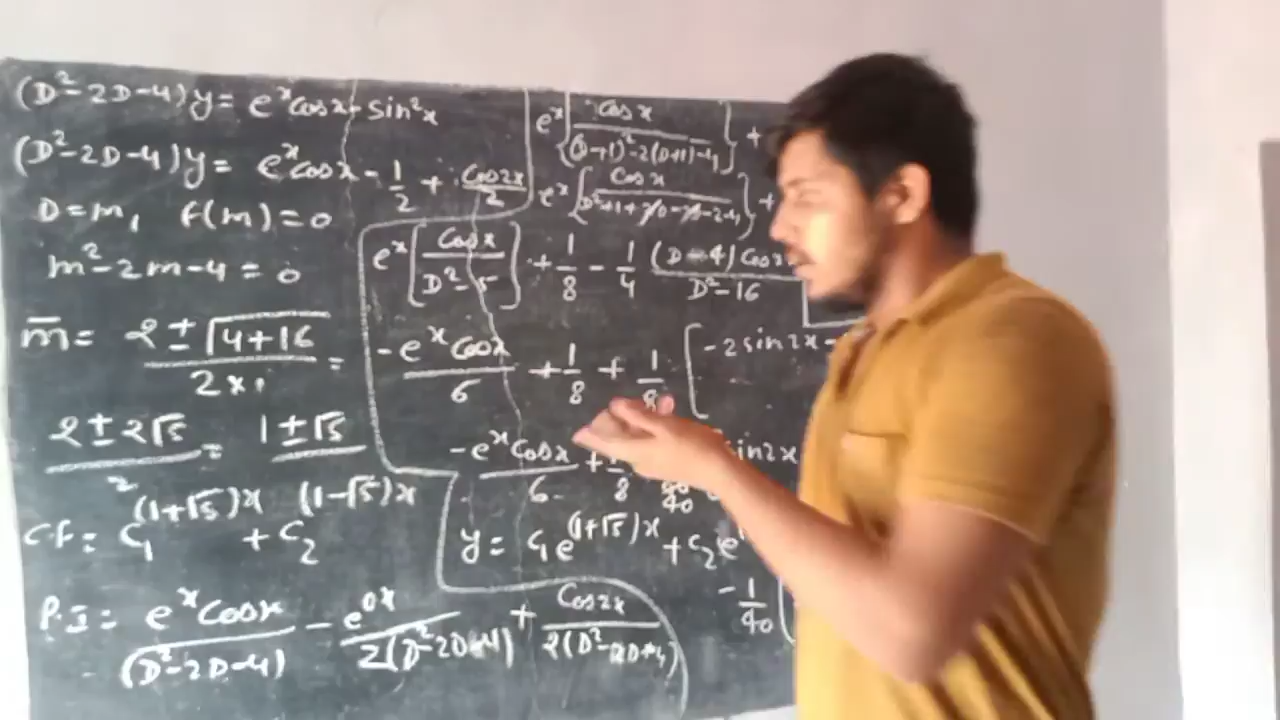 (D²-2D-4)y = eˣcosx - sin²x
(D²-2D-4)y = eˣcosx - 1/2 + cos2x/2
D=m, f(m)=0
m²-2m-4=0
m = 2±√(4+16) / 2×1 =
2±2√5 / 2 = 1±√5
C.F = C₁ (1+√5)x + C₂ (1-√5)x
P.I = eˣcosx/(D²-2D-4) - e⁰ˣ/2(D²-2D-4) + cos2x/2(D²-2D-4)
eˣ{cosx/(D+1)²-2(D+1)-4} +
eˣ{cosx/D²+1+2D-2D-2-4} +
eˣ[cosx/D²-5] + 1/8 - 1/4 (D-4)cos2x/D²-16
-eˣcosx/6 + 1/8 + 1/8 [-2sin2x -
-eˣcosx/6 + 1/8 sin2x
y = C₁e^(1+√5)x + C₂e
-1/40 (